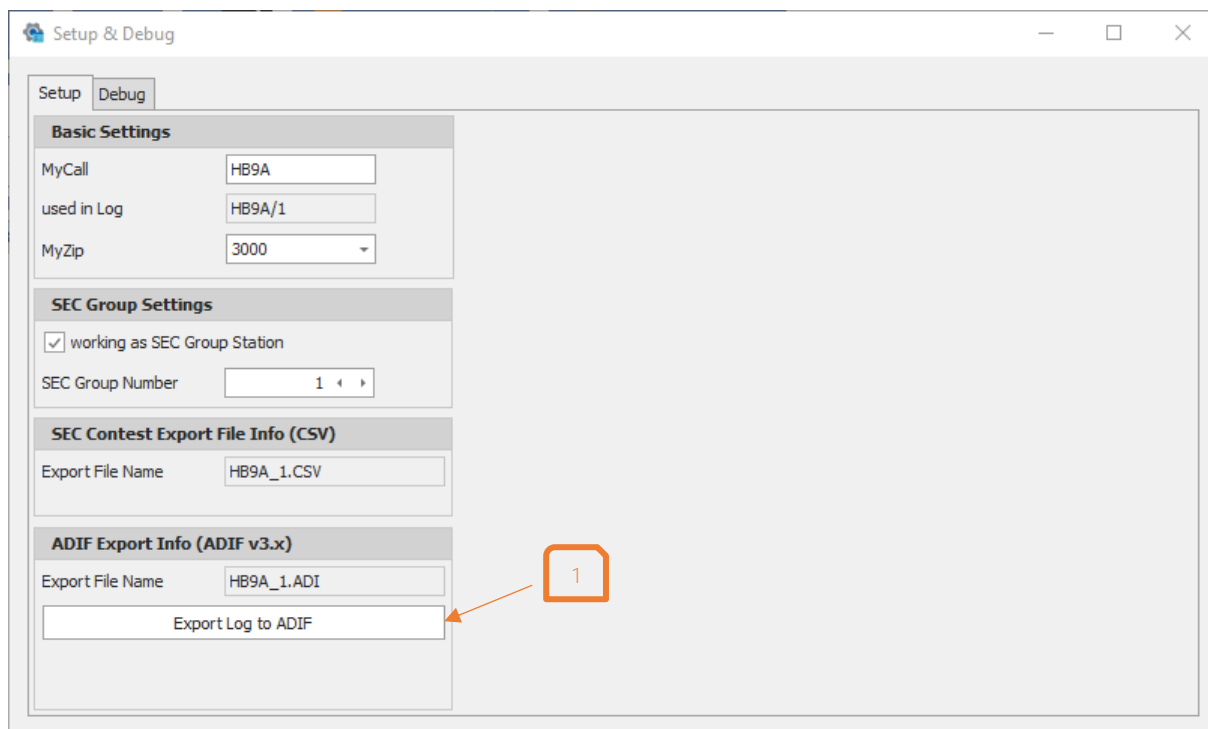 Setup & Debug
Setup Debug
Basic Settings
MyCall HB9A
used in Log HB9A/1
MyZip 3000
SEC Group Settings
working as SEC Group Station
SEC Group Number 1
SEC Contest Export File Info (CSV)
Export File Name HB9A_1.CSV
ADIF Export Info (ADIF v3.x)
Export File Name HB9A_1.ADI
1
Export Log to ADIF